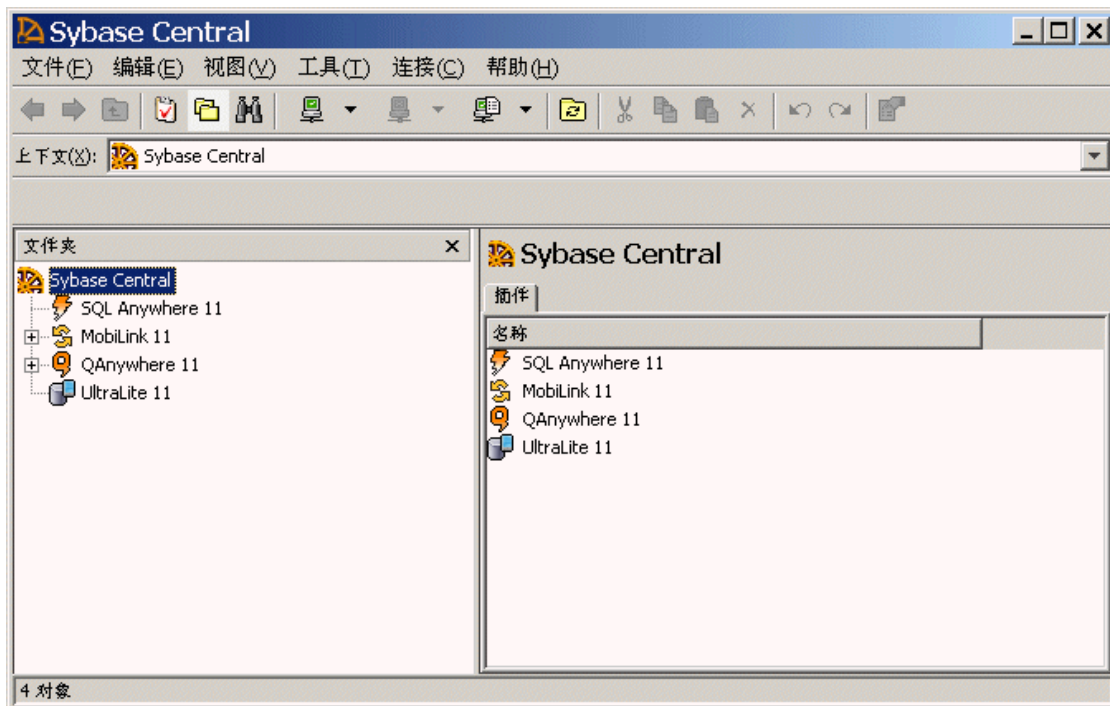 Sybase Central
文件(F) 编辑(E) 视图(V) 工具(T) 连接(C) 帮助(H)
上下文(X): Sybase Central
文件夹
Sybase Central
SQL Anywhere 11
MobiLink 11
QAnywhere 11
UltraLite 11
Sybase Central
插件
名称
SQL Anywhere 11
MobiLink 11
QAnywhere 11
UltraLite 11
4 对象